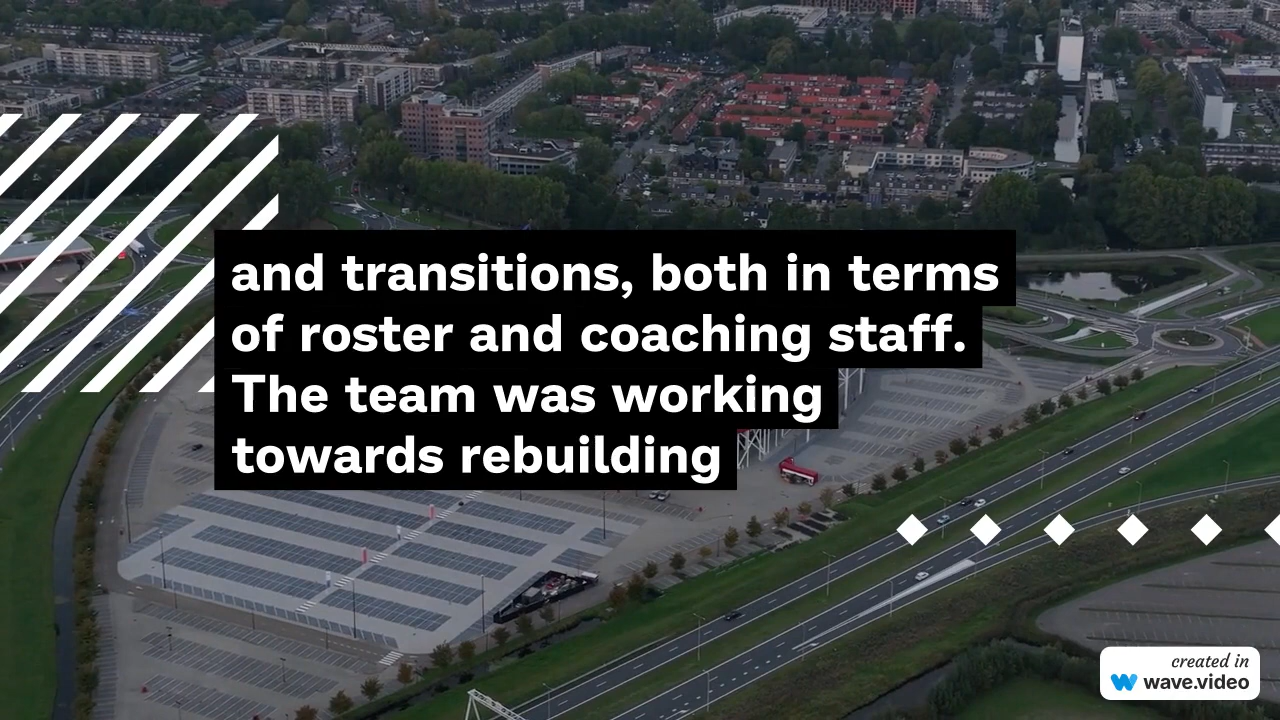 and transitions, both in terms
of roster and coaching staff.
The team was working
towards rebuilding
created in
wave.video